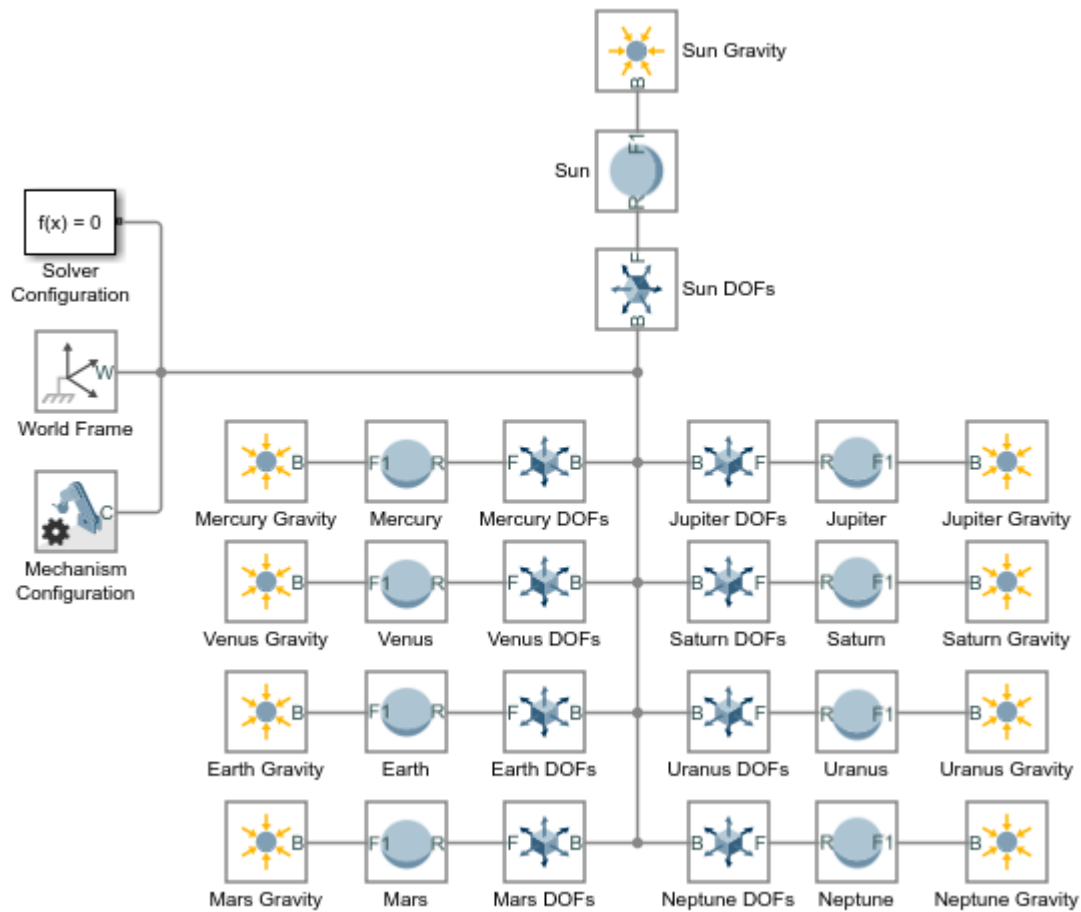 B
Sun Gravity
F1
Sun
R
f(x) = 0
Solver
Configuration
F
Sun DOFs
B
W
World Frame
B F1 R F B B F R F1 B
Mercury Gravity Mercury Mercury DOFs Jupiter DOFs Jupiter Jupiter Gravity
C
Mechanism
Configuration
B F1 R F B B F R F1 B
Venus Gravity Venus Venus DOFs Saturn DOFs Saturn Saturn Gravity
B F1 R F B B F R F1 B
Earth Gravity Earth Earth DOFs Uranus DOFs Uranus Uranus Gravity
B F1 R F B B F R F1 B
Mars Gravity Mars Mars DOFs Neptune DOFs Neptune Neptune Gravity